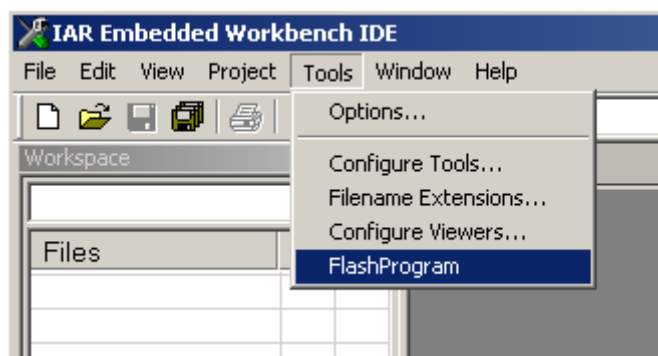 IAR Embedded Workbench IDE
File Edit View Project Tools Window Help
Options...
Workspace
Configure Tools...
Filename Extensions...
Configure Viewers...
Files
FlashProgram